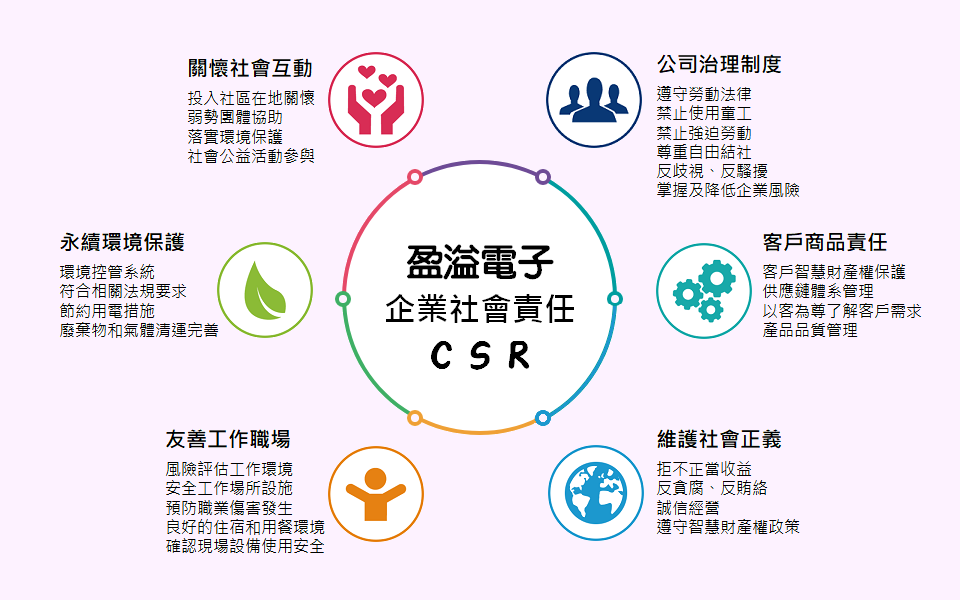 關懷社會互動
投入社區在地關懷
弱勢團體協助
落實環境保護
社會公益活動參與
公司治理制度
遵守勞動法律
禁止使用童工
禁止強迫勞動
尊重自由結社
反歧視、反騷擾
掌握及降低企業風險
永續環境保護
環境控管系統
符合相關法規要求
節約用電措施
廢棄物和氣體清運完善
盈溢電子
企業社會責任
CSR
客戶商品責任
客戶智慧財產權保護
供應鏈體系管理
以客為尊了解客戶需求
產品品質管理
友善工作職場
風險評估工作環境
安全工作場所設施
預防職業傷害發生
良好的住宿和用餐環境
確認現場設備使用安全
維護社會正義
拒不正當收益
反貪腐、反賄絡
誠信經營
遵守智慧財產權政策